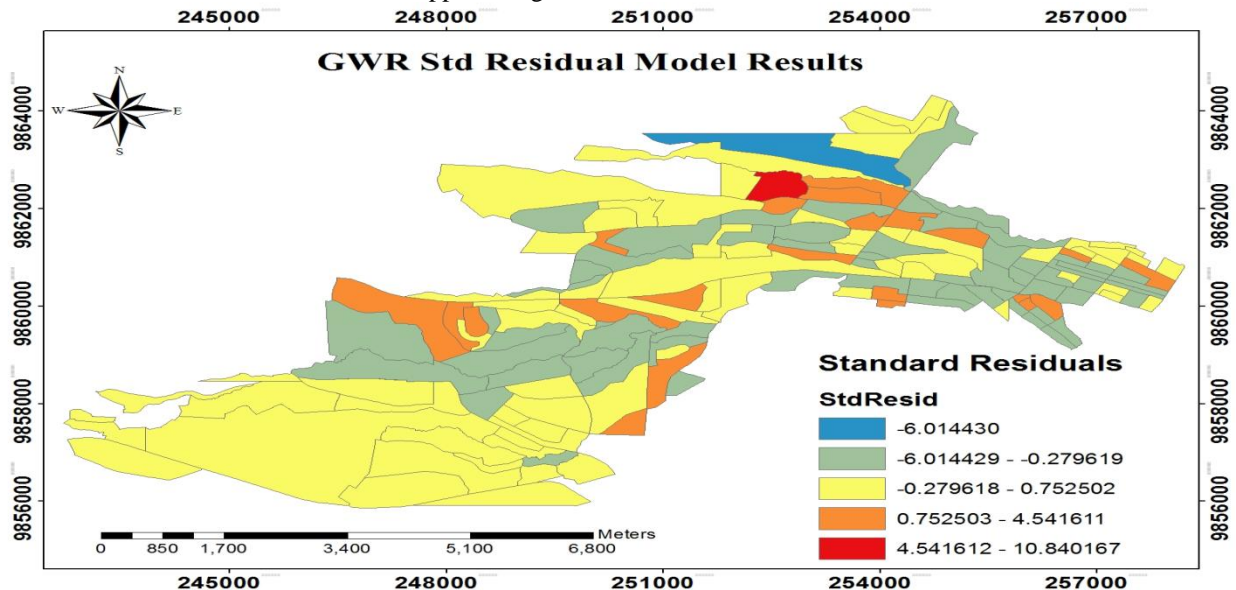 245000 248000 251000 254000 257000
GWR Std Residual Model Results
N
W E
S
9864000 9864000
9862000 9862000
9860000 9860000
9858000 9858000
9856000 9856000
Standard Residuals
StdResid
-6.014430
-6.014429 - -0.279619
-0.279618 - 0.752502
0.752503 - 4.541611
4.541612 - 10.840167
Meters
0 850 1,700 3,400 5,100 6,800
245000 248000 251000 254000 257000